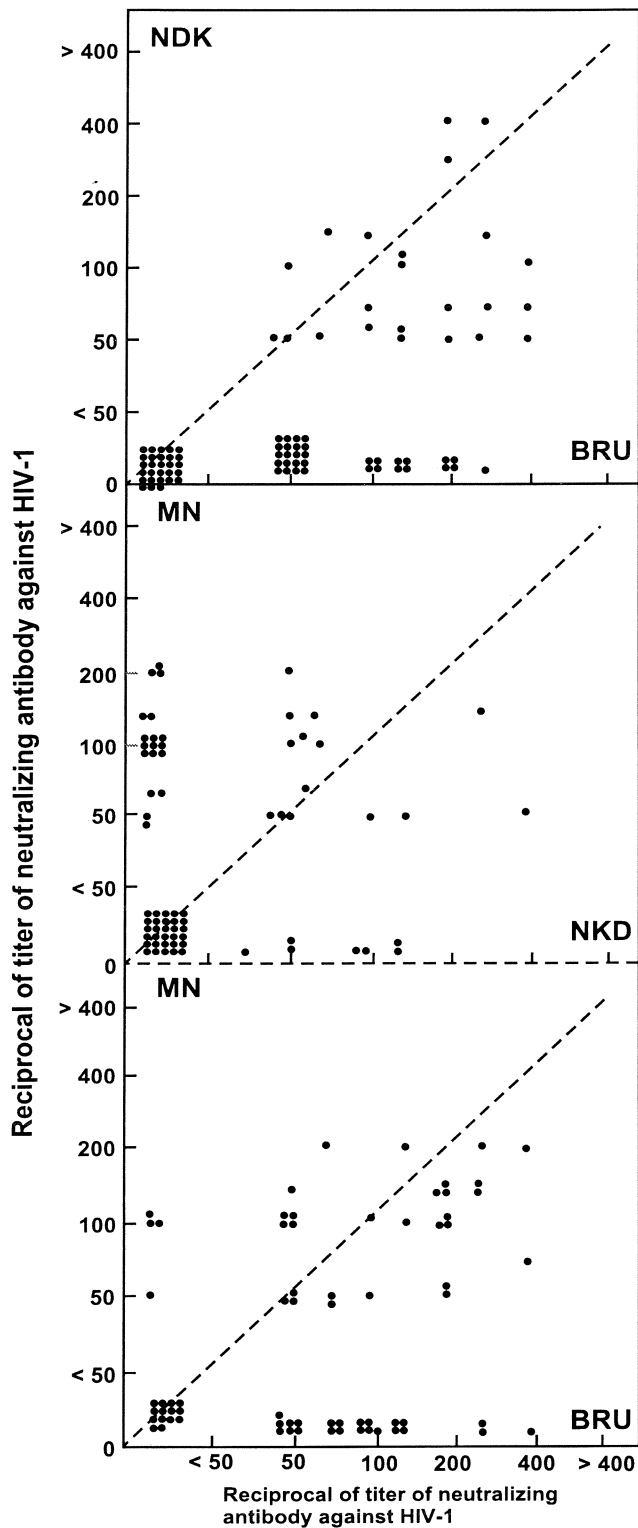 Reciprocal of titer of neutralizing antibody against HIV-1
NDK
> 400
400
200
100
50
< 50
0
BRU
MN
> 400
400
200
100
50
< 50
0
NKD
MN
> 400
400
200
100
50
< 50
0
BRU
< 50 50 100 200 400 > 400
Reciprocal of titer of neutralizing
antibody against HIV-1